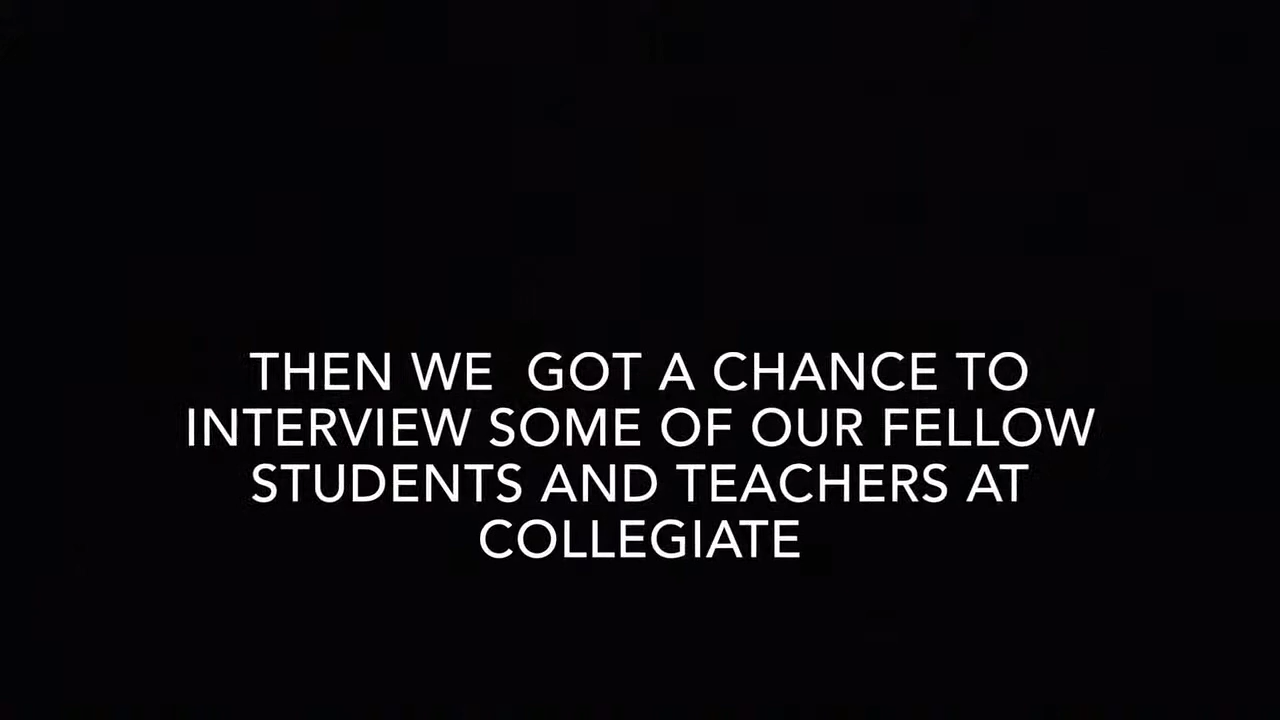 THEN WE  GOT A CHANCE TO
INTERVIEW SOME OF OUR FELLOW
STUDENTS AND TEACHERS AT
COLLEGIATE